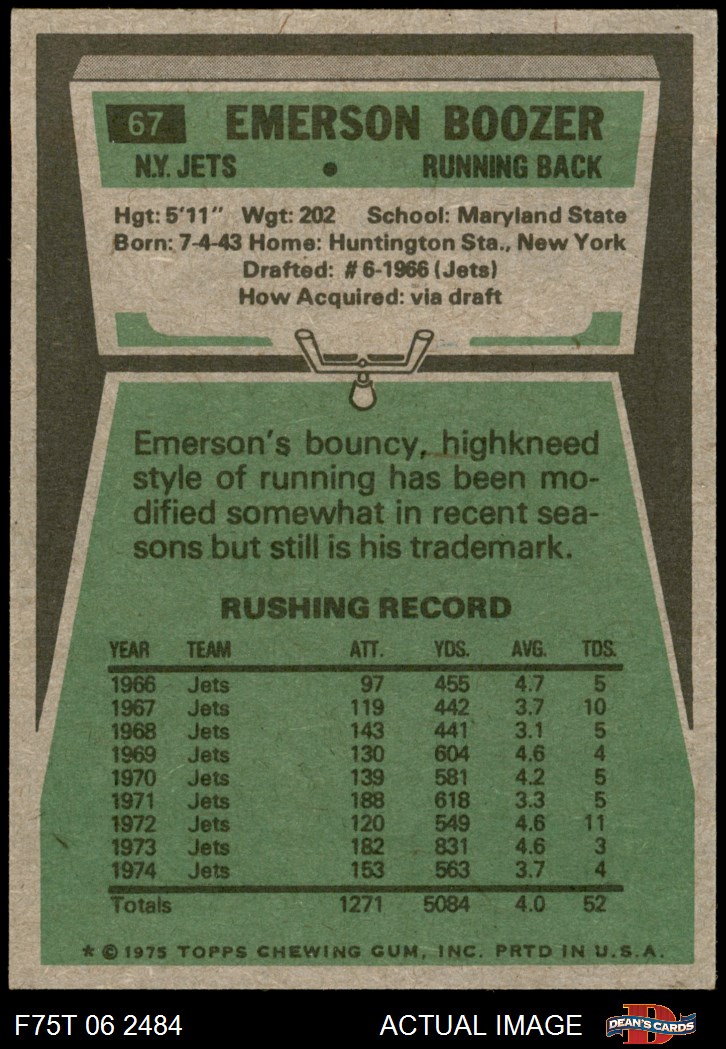 67 EMERSON BOOZER
N.Y. JETS • RUNNING BACK
Hgt: 5'11" Wgt: 202 School: Maryland State
Born: 7-4-43 Home: Huntington Sta., New York
Drafted: #6-1966 (Jets)
How Acquired: via draft
Emerson's bouncy, highkneed
style of running has been mo-
dified somewhat in recent sea-
sons but still is his trademark.
RUSHING RECORD
YEAR TEAM ATT. YDS. AVG. TDS.
1966 Jets 97 455 4.7 5
1967 Jets 119 442 3.7 10
1968 Jets 143 441 3.1 5
1969 Jets 130 604 4.6 4
1970 Jets 139 581 4.2 5
1971 Jets 188 618 3.3 5
1972 Jets 120 549 4.6 11
1973 Jets 182 831 4.6 3
1974 Jets 153 563 3.7 4
Totals 1271 5084 4.0 52
* © 1975 TOPPS CHEWING GUM, INC. PRTD IN U.S.A.
F75T 06 2484 ACTUAL IMAGE D DEAN'S CARDS